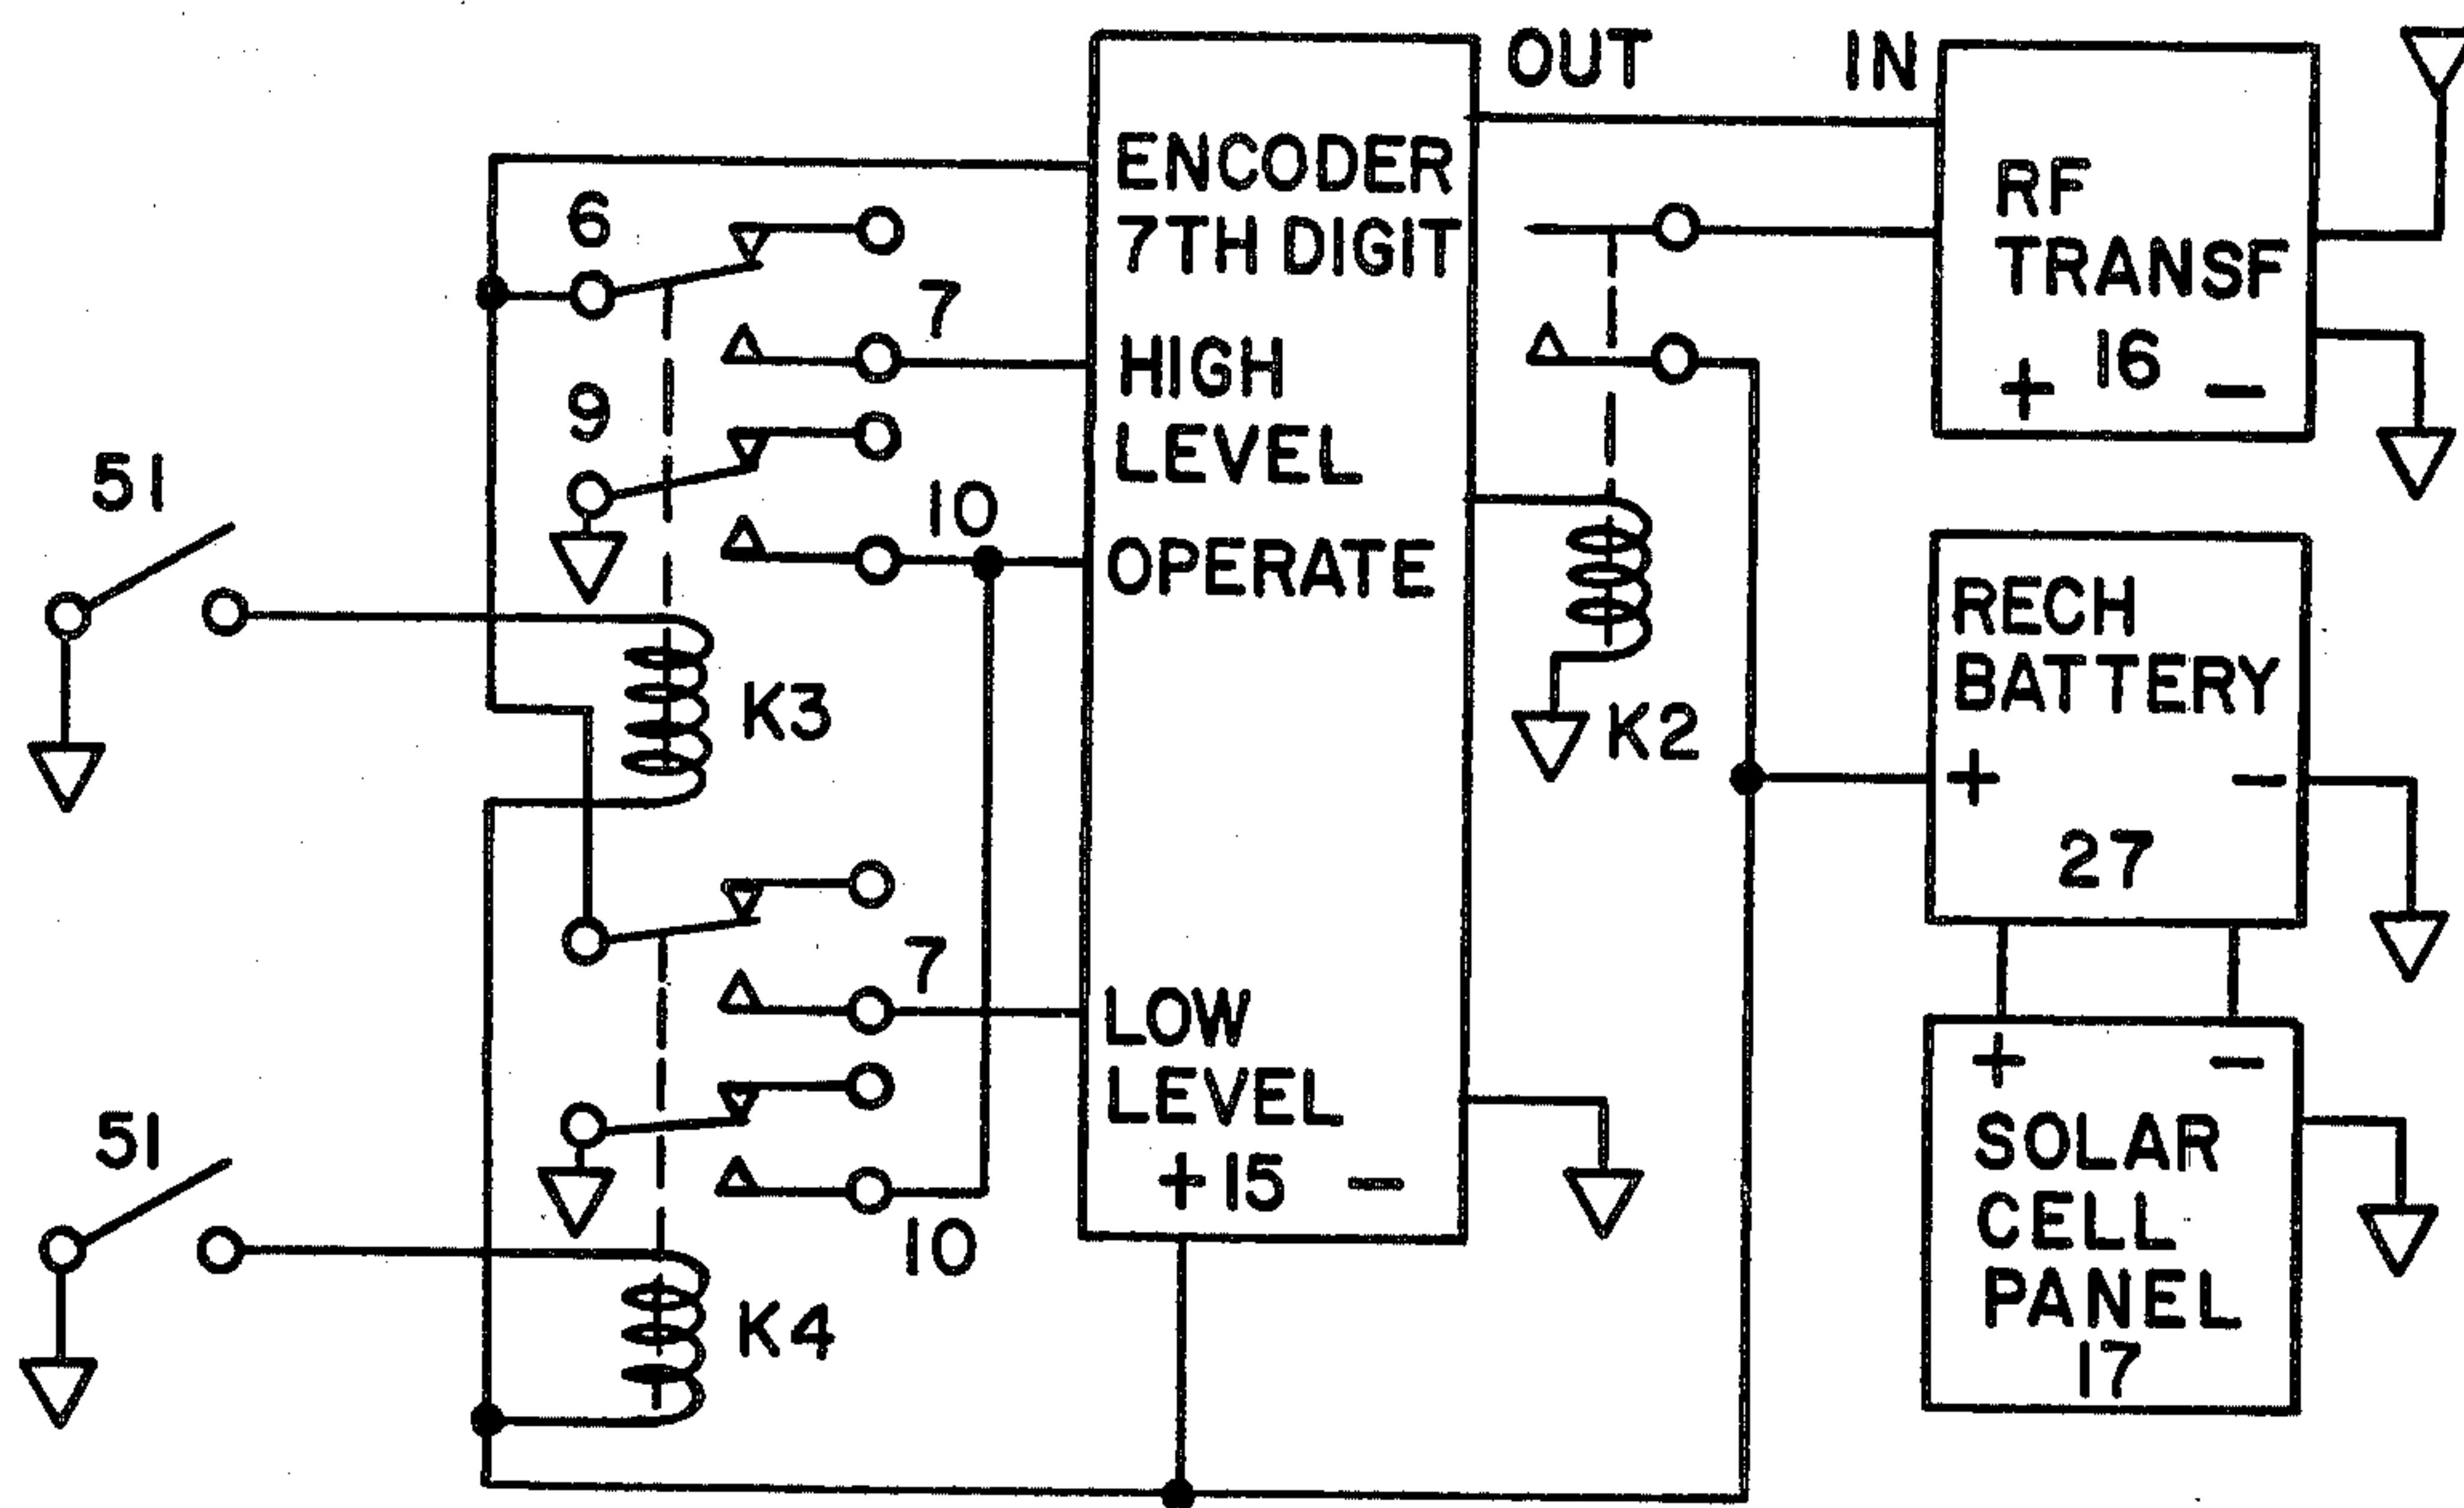 OUT
IN
ENCODER
7TH DIGIT
HIGH
LEVEL
OPERATE
LOW
LEVEL
+ 15 -
6
7
9
10
51
K3
7
10
51
K4
K2
RF
TRANSF
+ 16 -
RECH
BATTERY
+ -
27
+ -
SOLAR
CELL
PANEL
17